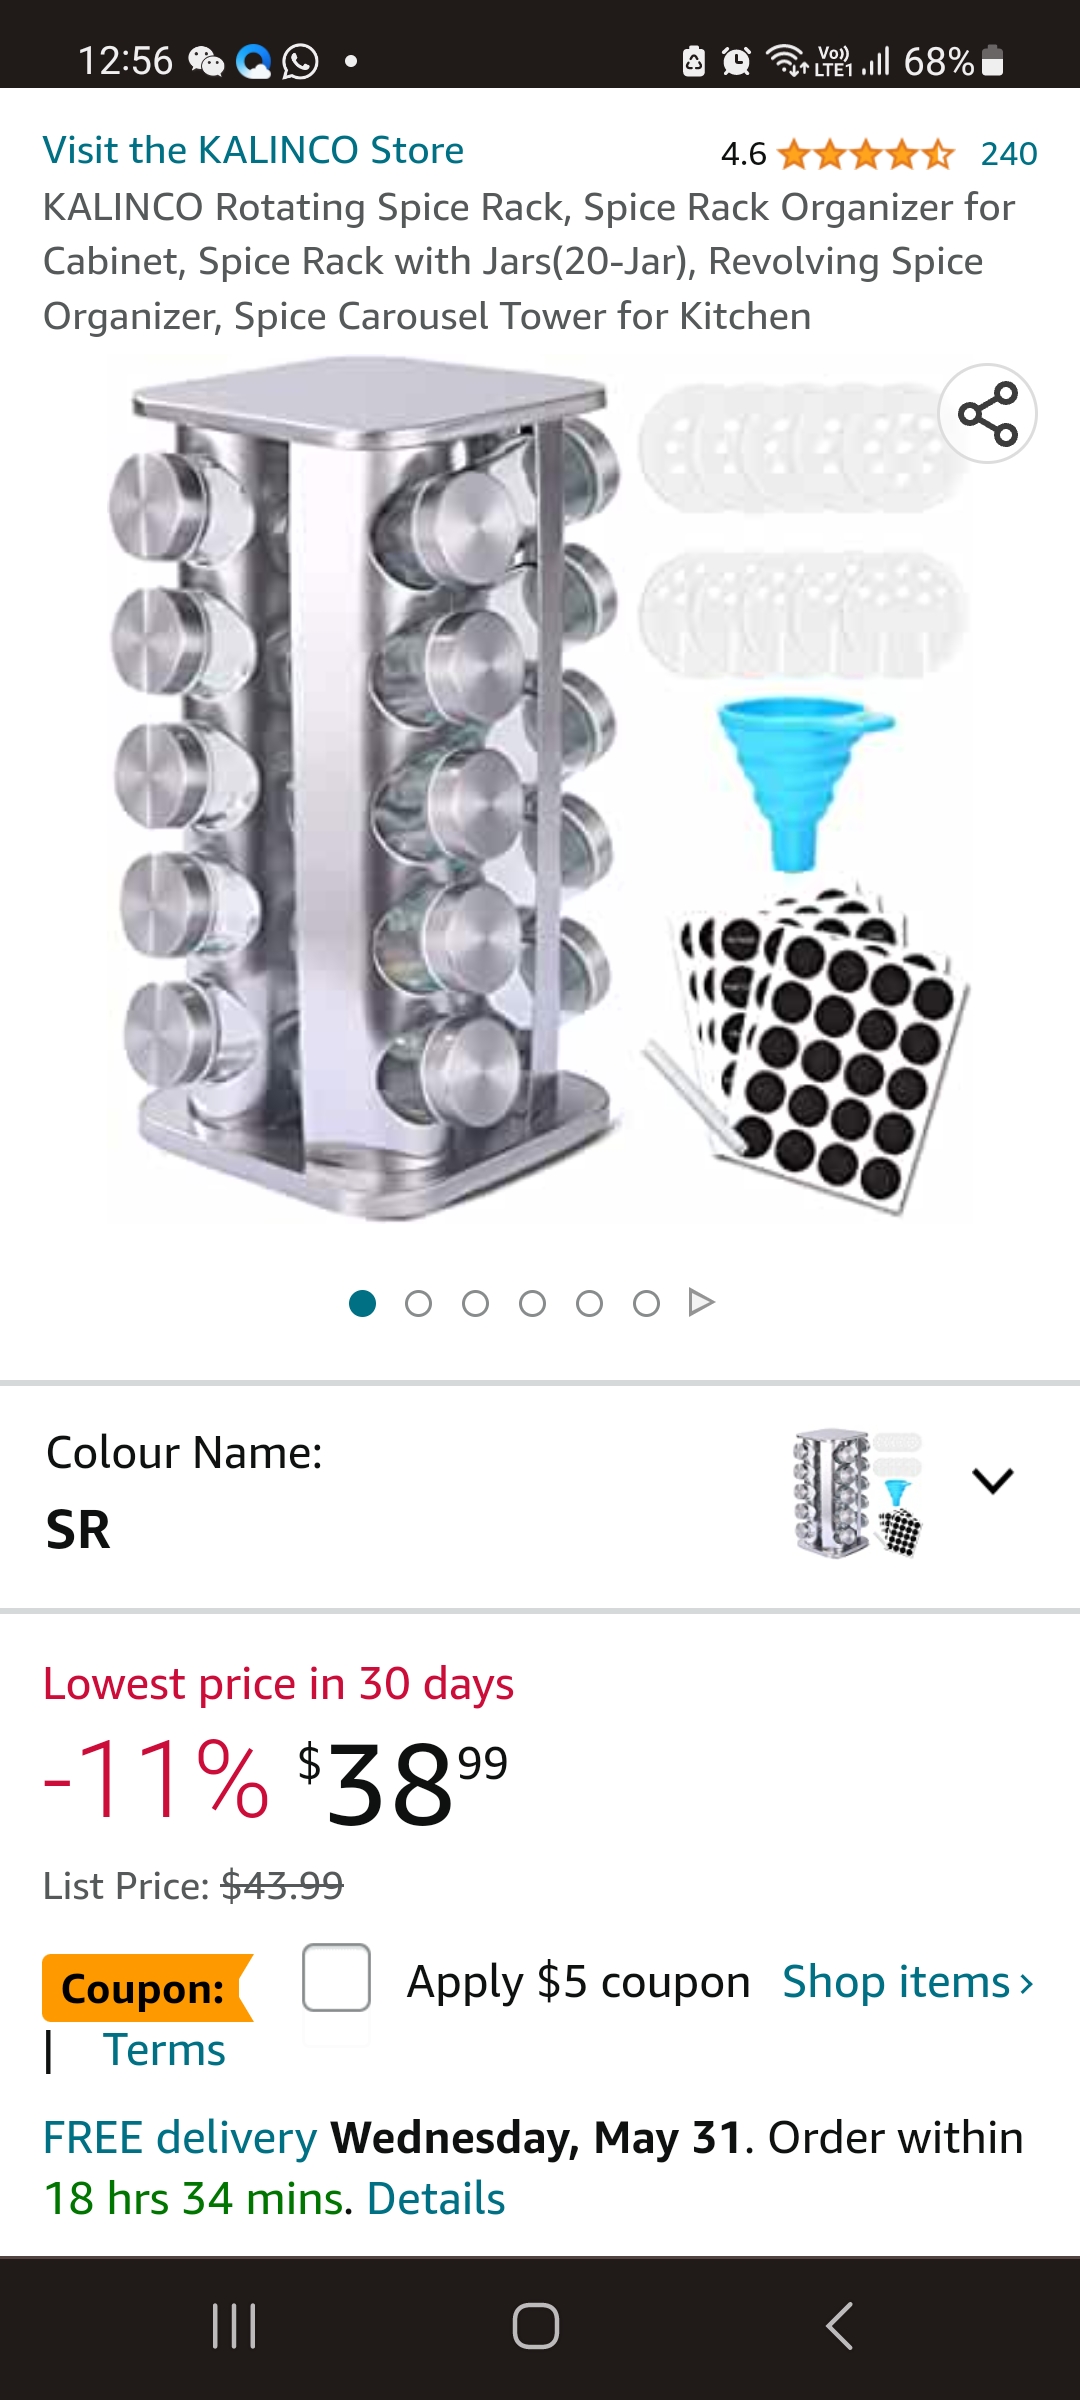 12:56
Vo))
LTE1
68%
Visit the KALINCO Store
4.6
240
KALINCO Rotating Spice Rack, Spice Rack Organizer for
Cabinet, Spice Rack with Jars(20-Jar), Revolving Spice
Organizer, Spice Carousel Tower for Kitchen
Colour Name:
SR
Lowest price in 30 days
-11% $38 99
List Price: $43.99
Coupon: Apply $5 coupon Shop items ›
| Terms
FREE delivery Wednesday, May 31. Order within
18 hrs 34 mins. Details